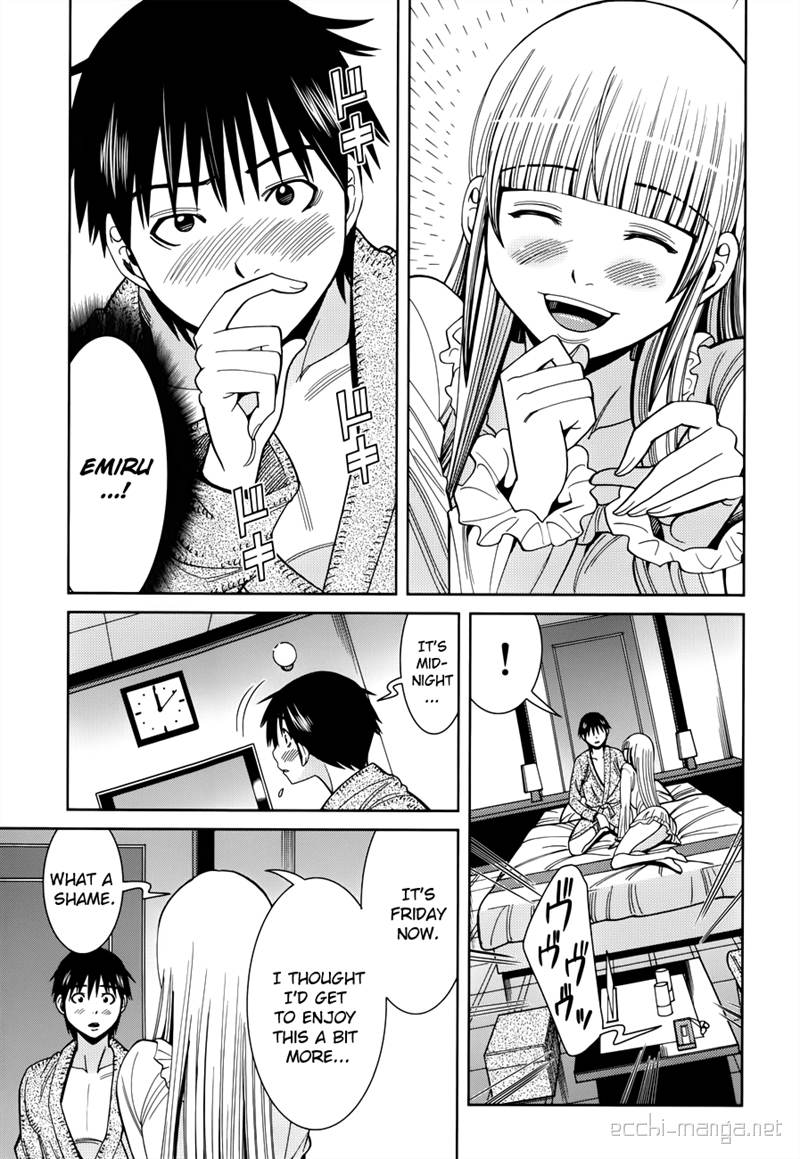 ドキ
ドキ
ドキ
EMIRU
...!
!
ヴヴヴッ
IT'S
MID-
NIGHT
...
IT'S
FRIDAY
NOW.
I THOUGHT
I'D GET
TO ENJOY
THIS A BIT
MORE...
WHAT A
SHAME.
ecchi-manga.net